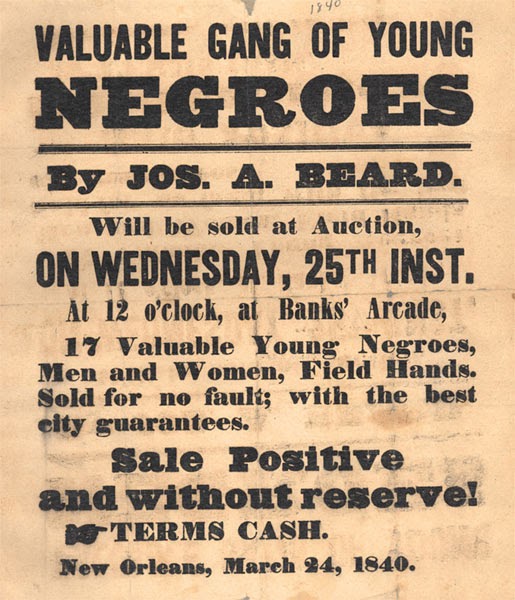 1840
VALUABLE GANG OF YOUNG
NEGROES
By JOS. A. BEARD.
Will be sold at Auction,
ON WEDNESDAY, 25TH INST.
At 12 o'clock, at Banks' Arcade,
17 Valuable Young Negroes,
Men and Women, Field Hands.
Sold for no fault; with the best
city guarantees.
Sale Positive
and without reserve!
TERMS CASH.
New Orleans, March 24, 1840.